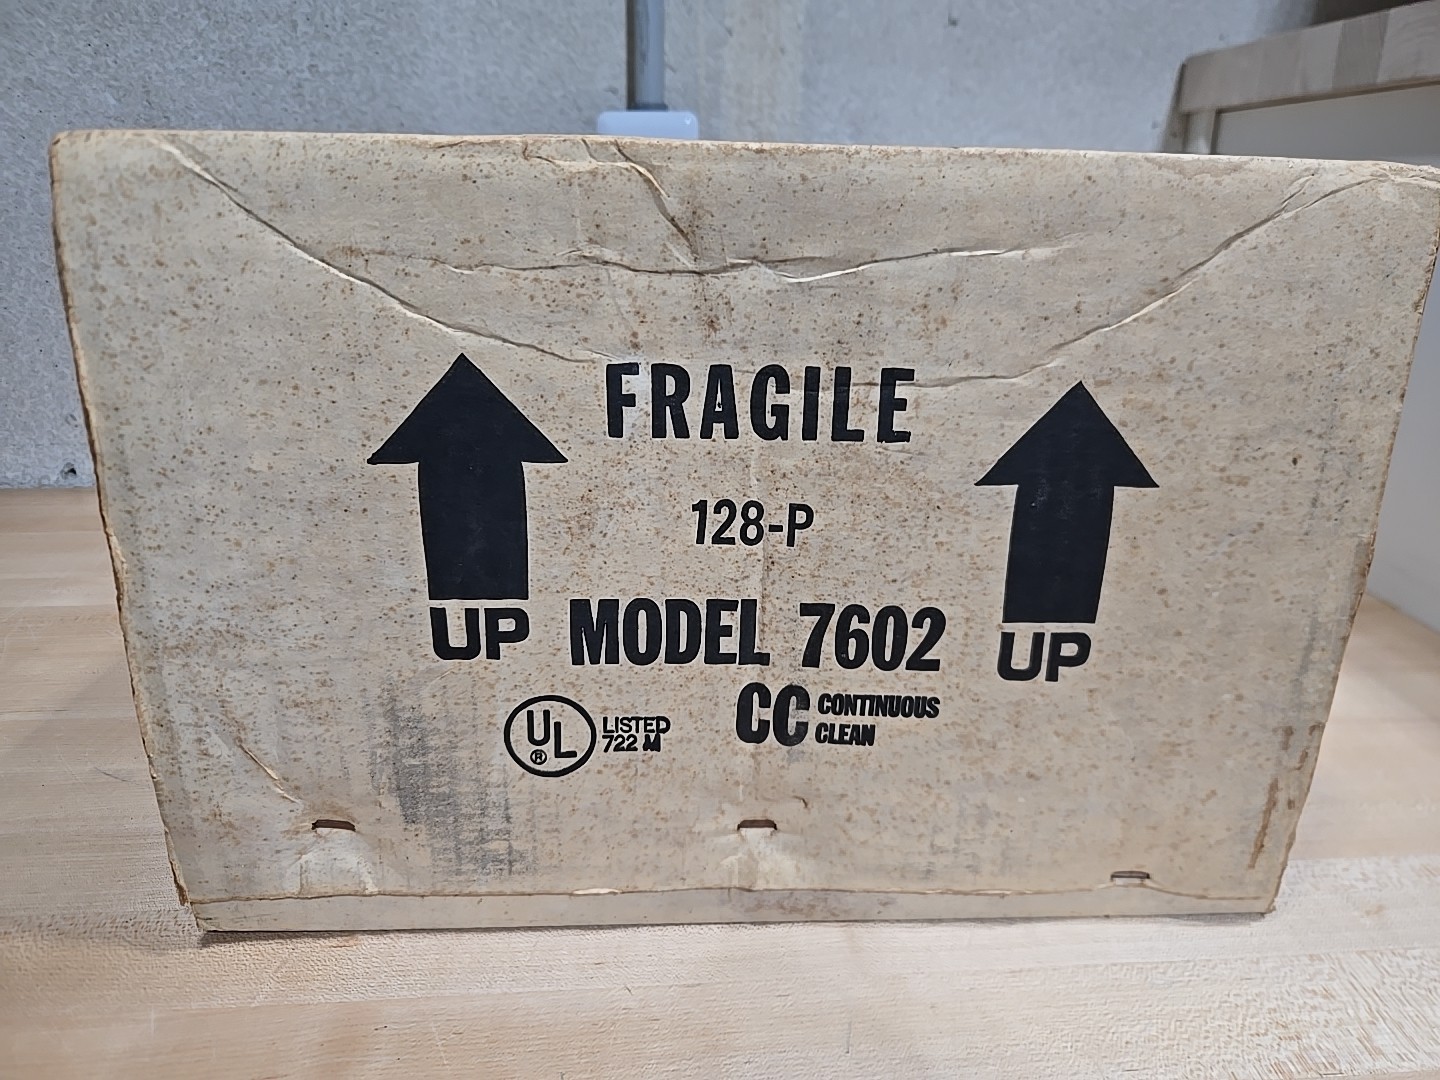 FRAGILE
128-P
UP MODEL 7602 UP
UL® LISTED 722 M
CC CONTINUOUS CLEAN